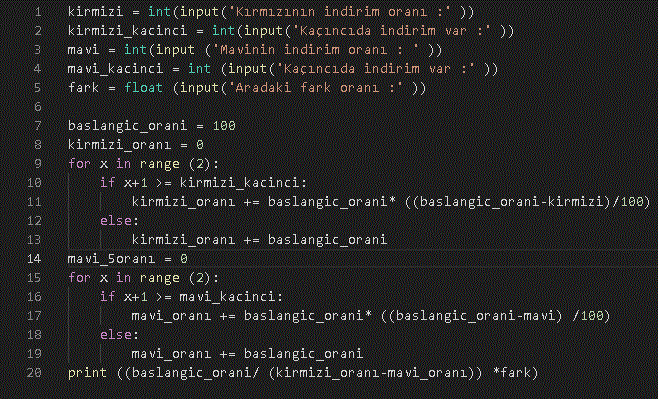 1 kirmizi = int(input('Kırmızının indirim oranı :' ))
2 kirmizi_kacinci = int(input('Kaçıncıda indirim var :' ))
3 mavi = int(input ('Mavinin indirim oranı : ' ))
4 mavi_kacinci = int (input('Kaçıncıda indirim var :' ))
5 fark = float (input('Aradaki fark oranı :' ))
6
7 baslangic_orani = 100
8 kirmizi_oranı = 0
9 for x in range (2):
10 if x+1 >= kirmizi_kacinci:
11 kirmizi_oranı += baslangic_orani* ((baslangic_orani-kirmizi)/100)
12 else:
13 kirmizi_oranı += baslangic_orani
14 mavi_5oranı = 0
15 for x in range (2):
16 if x+1 >= mavi_kacinci:
17 mavi_oranı += baslangic_orani* ((baslangic_orani-mavi) /100)
18 else:
19 mavi_oranı += baslangic_orani
20 print ((baslangic_orani/ (kirmizi_oranı-mavi_oranı)) *fark)